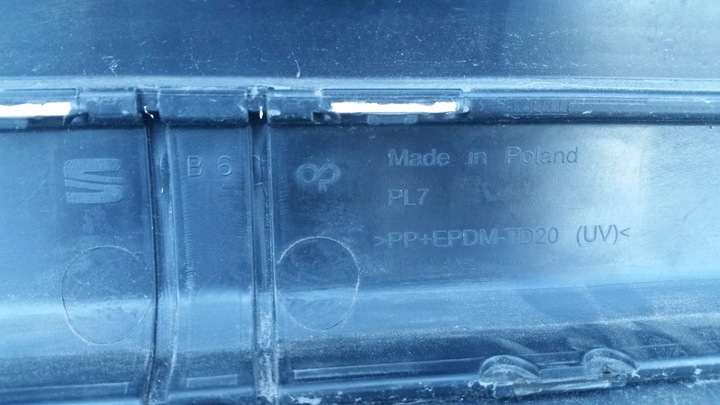 B 6
Made in Poland
PL7
>PP+EPDM-TD20 (UV)<